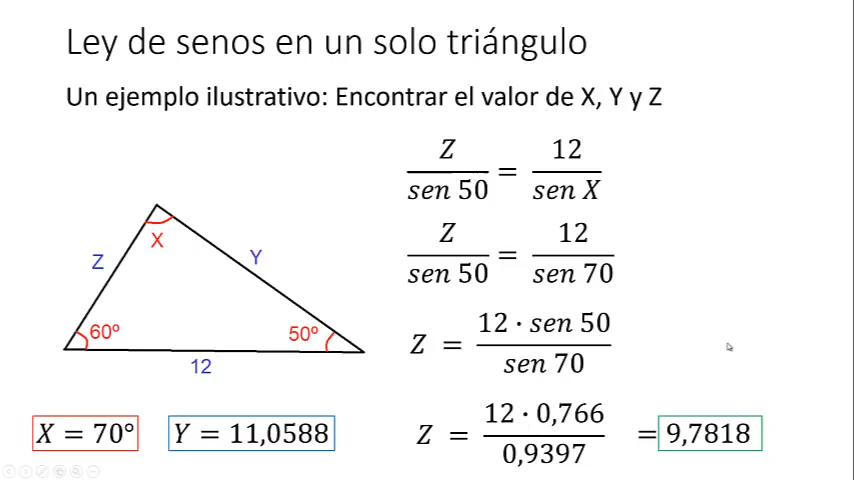 Ley de senos en un solo triángulo
Un ejemplo ilustrativo: Encontrar el valor de X, Y y Z
Z/sen 50 = 12/sen X
Z/sen 50 = 12/sen 70
Z = 12 · sen 50/sen 70
Z = 12 · 0,766/0,9397 = 9,7818
X
Z
Y
60º
50º
12
X = 70°
Y = 11,0588